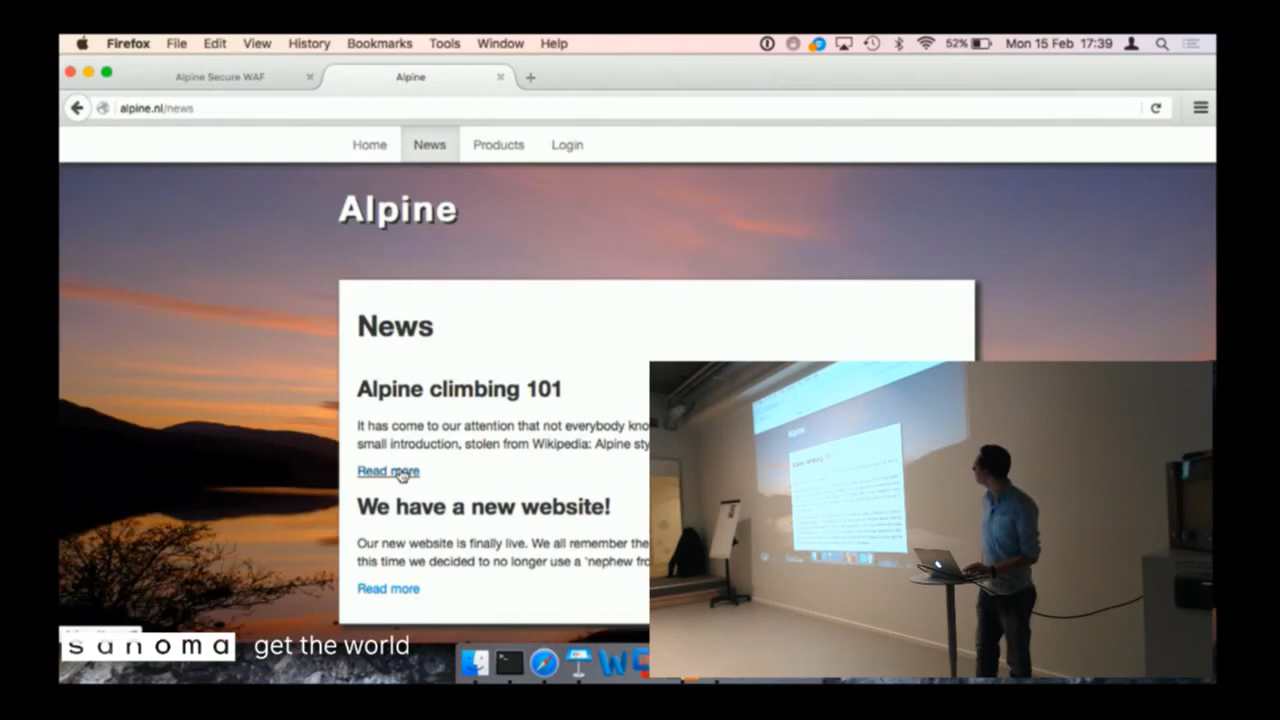 Firefox File Edit View History Bookmarks Tools Window Help 52% Mon 15 Feb 17:39
Alpine Secure WAF Alpine
alpine.nl/news
Home News Products Login
Alpine
News
Alpine climbing 101
It has come to our attention that not everybody kno
small introduction, stolen from Wikipedia: Alpine sty
Read more
We have a new website!
Our new website is finally live. We all remember the
this time we decided to no longer use a 'nephew fro
Read more
sanoma get the world